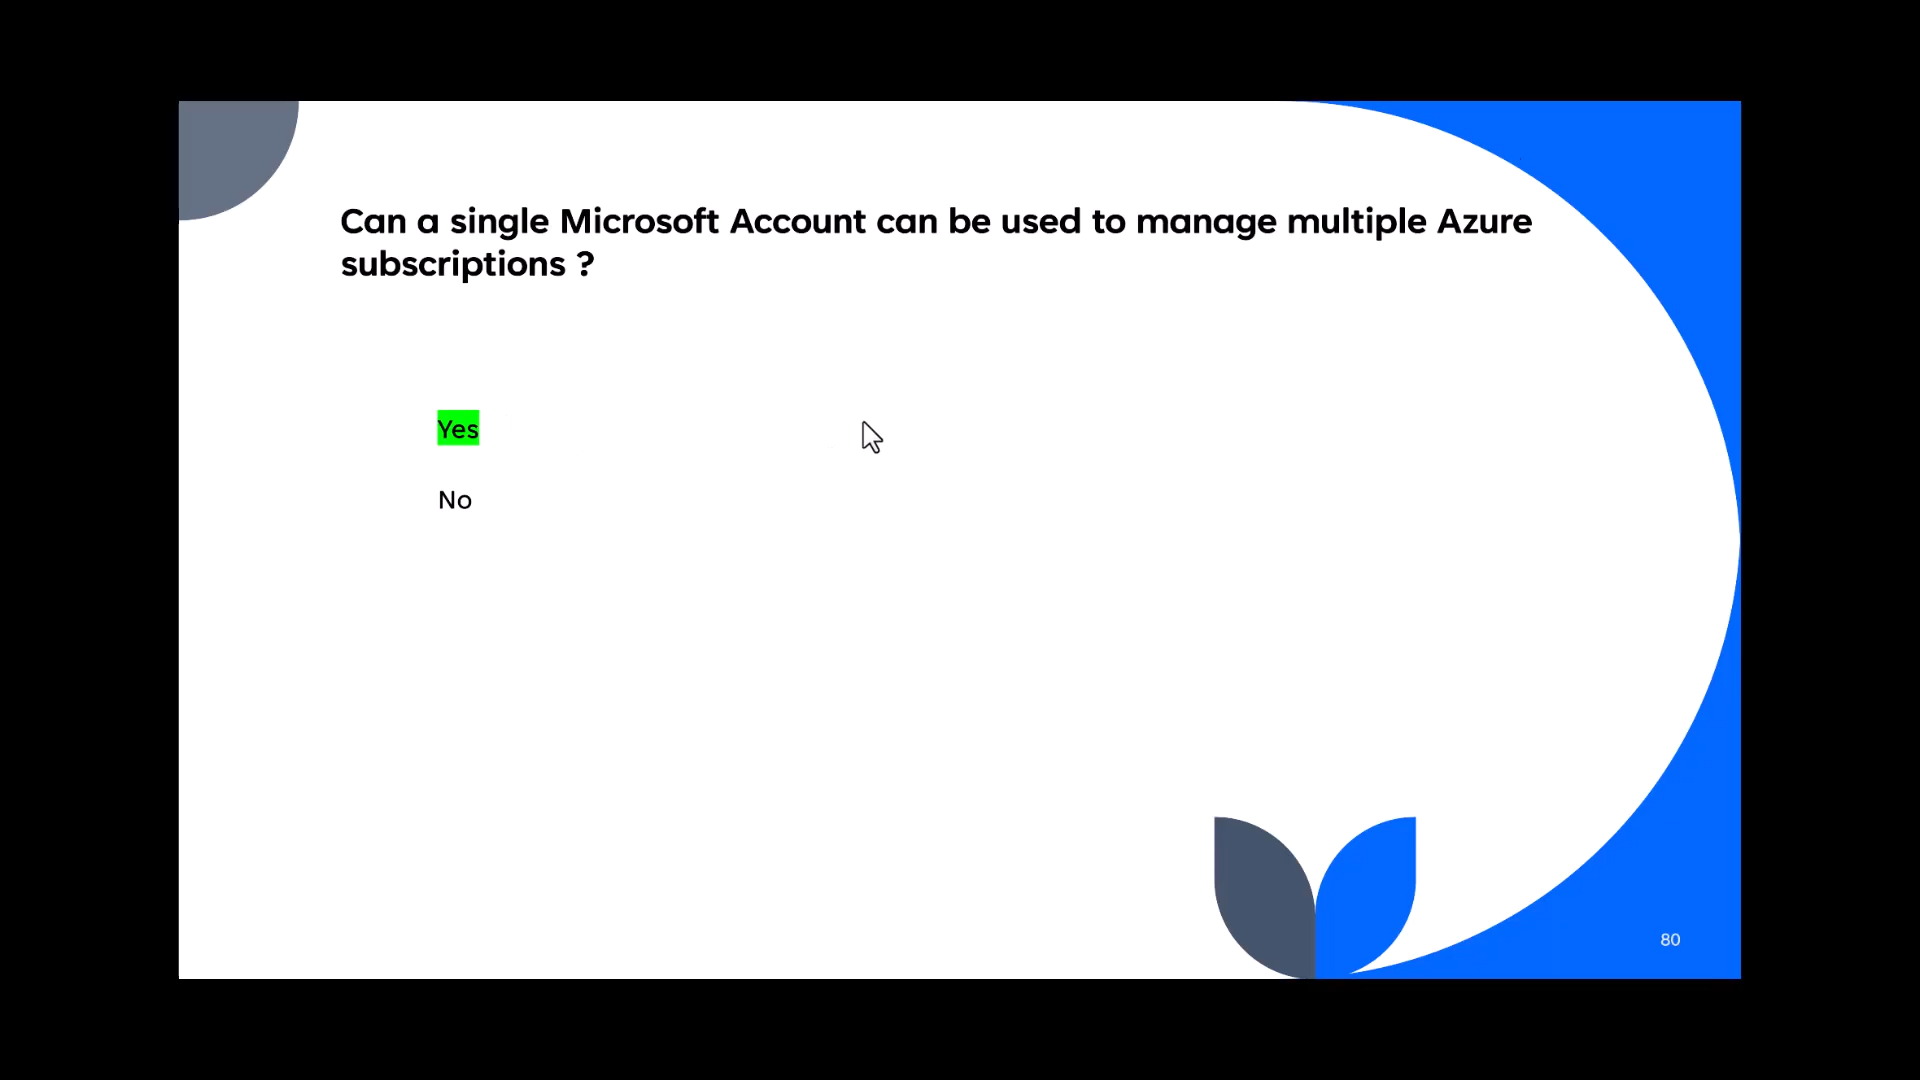 Can a single Microsoft Account can be used to manage multiple Azure
subscriptions ?
Yes
No
80